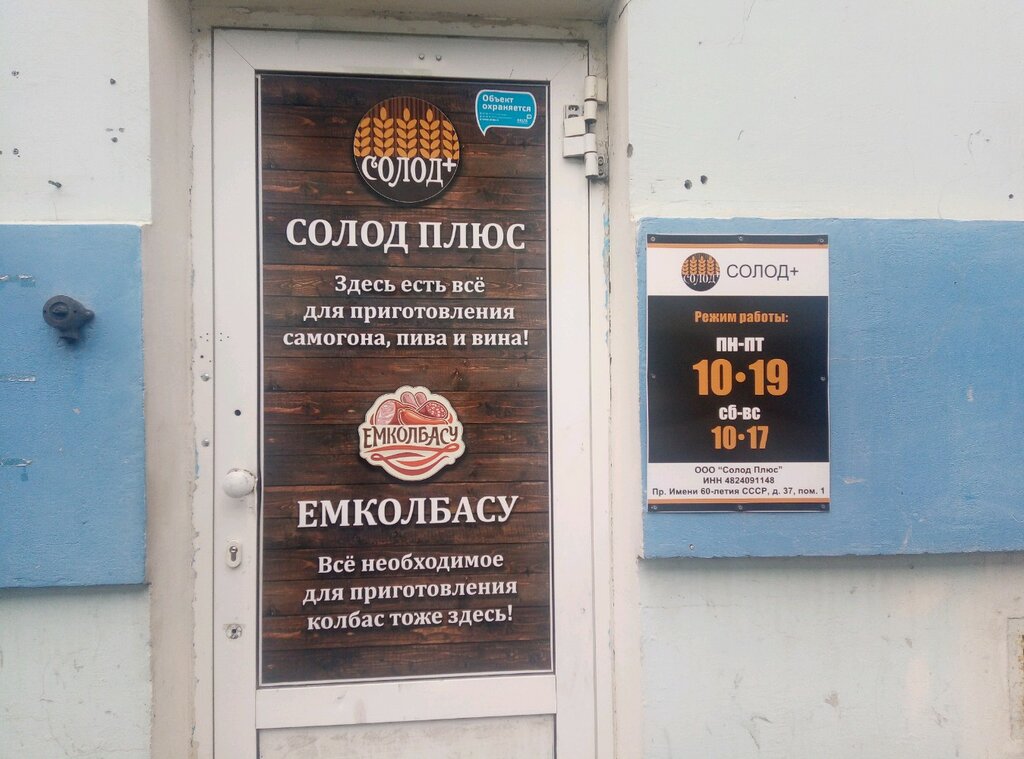 Объект
охраняется
СОЛОД+
СОЛОД ПЛЮС
Здесь есть всё
для приготовления
самогона, пива и вина!
ЕМКОЛБАСУ
ЕМКОЛБАСУ
Всё необходимое
для приготовления
колбас тоже здесь!
СОЛОД
СОЛОД+
Режим работы:
ПН-ПТ
10•19
сб-вс
10•17
ООО "Солод Плюс"
ИНН 4824091148
Пр. Имени 60-летия СССР, д. 37, пом. 1